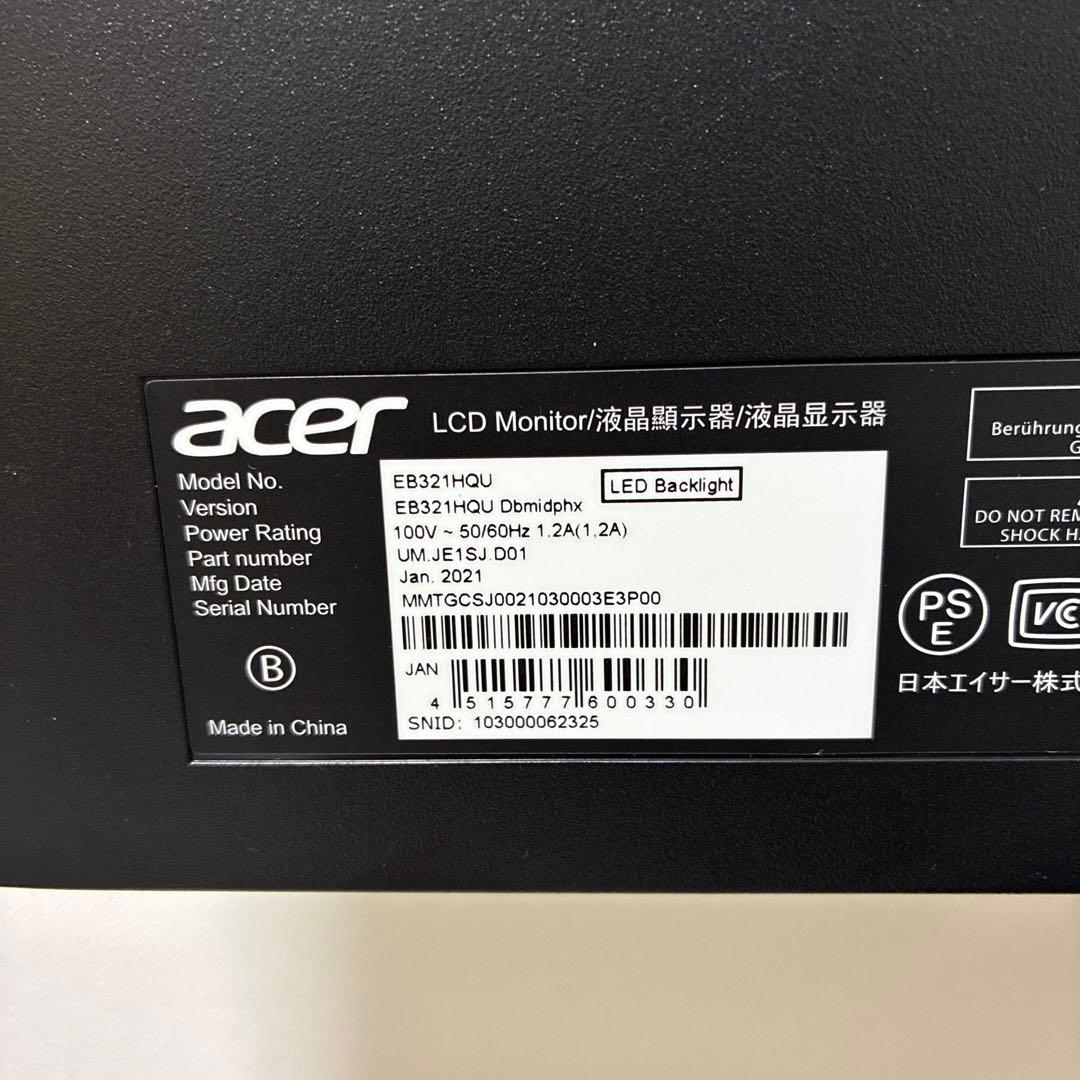 acer LCD Monitor/液晶顯示器/液晶显示器
Model No. EB321HQU
LED Backlight
Version EB321HQU Dbmidphx
Power Rating 100V ~ 50/60Hz 1.2A(1.2A)
Part number UM.JE1SJ.D01
Mfg Date Jan. 2021
Serial Number MMTGCSJ0021030003E3P00
B
JAN
4 515777 600330
SNID: 103000062325
Made in China
Berührung
G
DO NOT REM
SHOCK H
PS
E
VC
日本エイサー株式